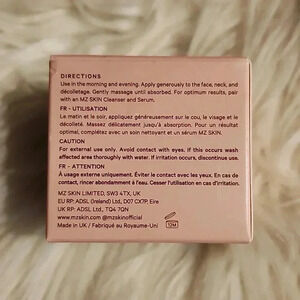 DIRECTIONS
Use in the morning and evening. Apply generously to the face, neck, and
décolletage. Gently massage until absorbed. For optimum results, pair
with an MZ SKIN Cleanser and Serum.
FR - UTILISATION
Le matin et le soir, appliquez généreusement sur le cou, le visage et le
décolleté. Massez délicatement jusqu'à absorption. Pour un résultat
optimal, complétez avec un soin nettoyant et un sérum MZ SKIN.
CAUTION
For external use only. Avoid contact with eyes. If this occurs wash
affected area thoroughly with water. If irritation occurs, discontinue use.
FR - ATTENTION
À usage externe uniquement. Éviter le contact avec les yeux. En cas de
contact, rincer abondamment à l'eau. Cesser l'utilisation en cas d'irritation.
MZ SKIN LIMITED, SW3 4TX, UK
EU RP: ADSL (Ireland) Ltd, D07 CX7P, Eire
UK RP: ADSL Ltd., TQ4 7QN
www.mzskin.com @mzskinofficial
Made in UK / Fabriqué au Royaume-Uni
12M